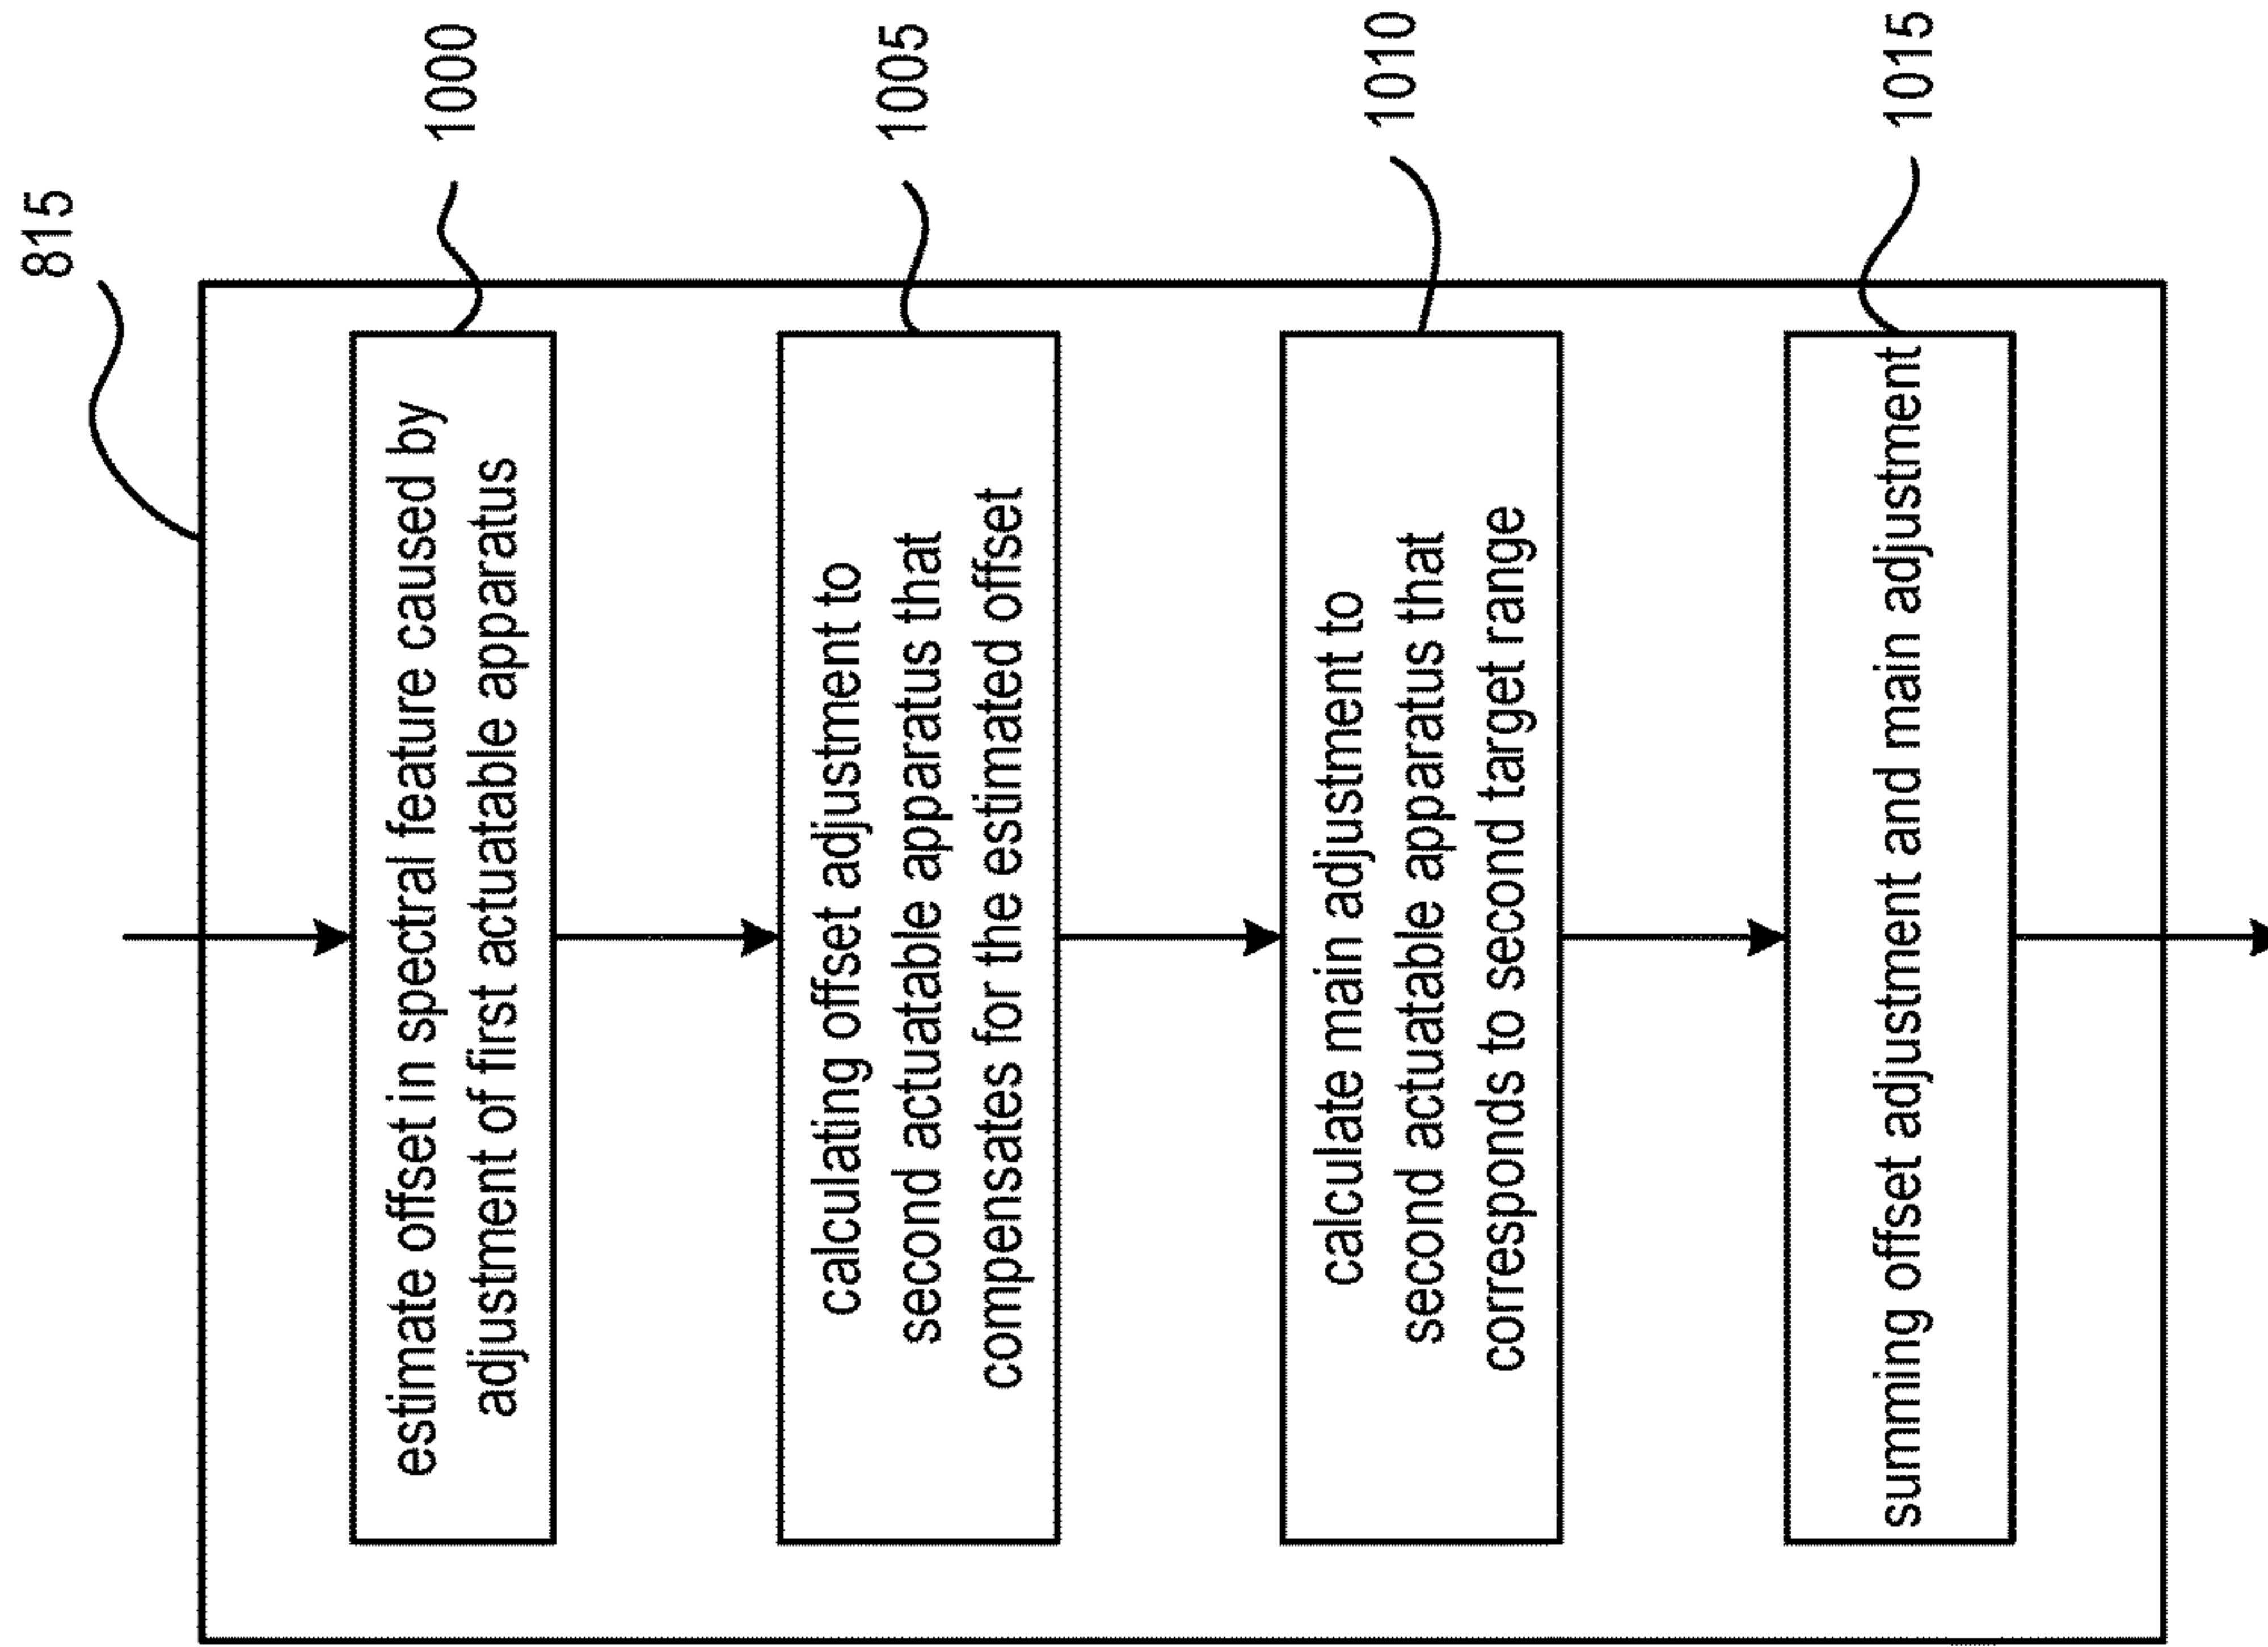 815
estimate offset in spectral feature caused by
adjustment of first actuatable apparatus
1000
calculating offset adjustment to
second actuatable apparatus that
compensates for the estimated offset
1005
calculate main adjustment to
second actuatable apparatus that
corresponds to second target range
1010
summing offset adjustment and main adjustment
1015